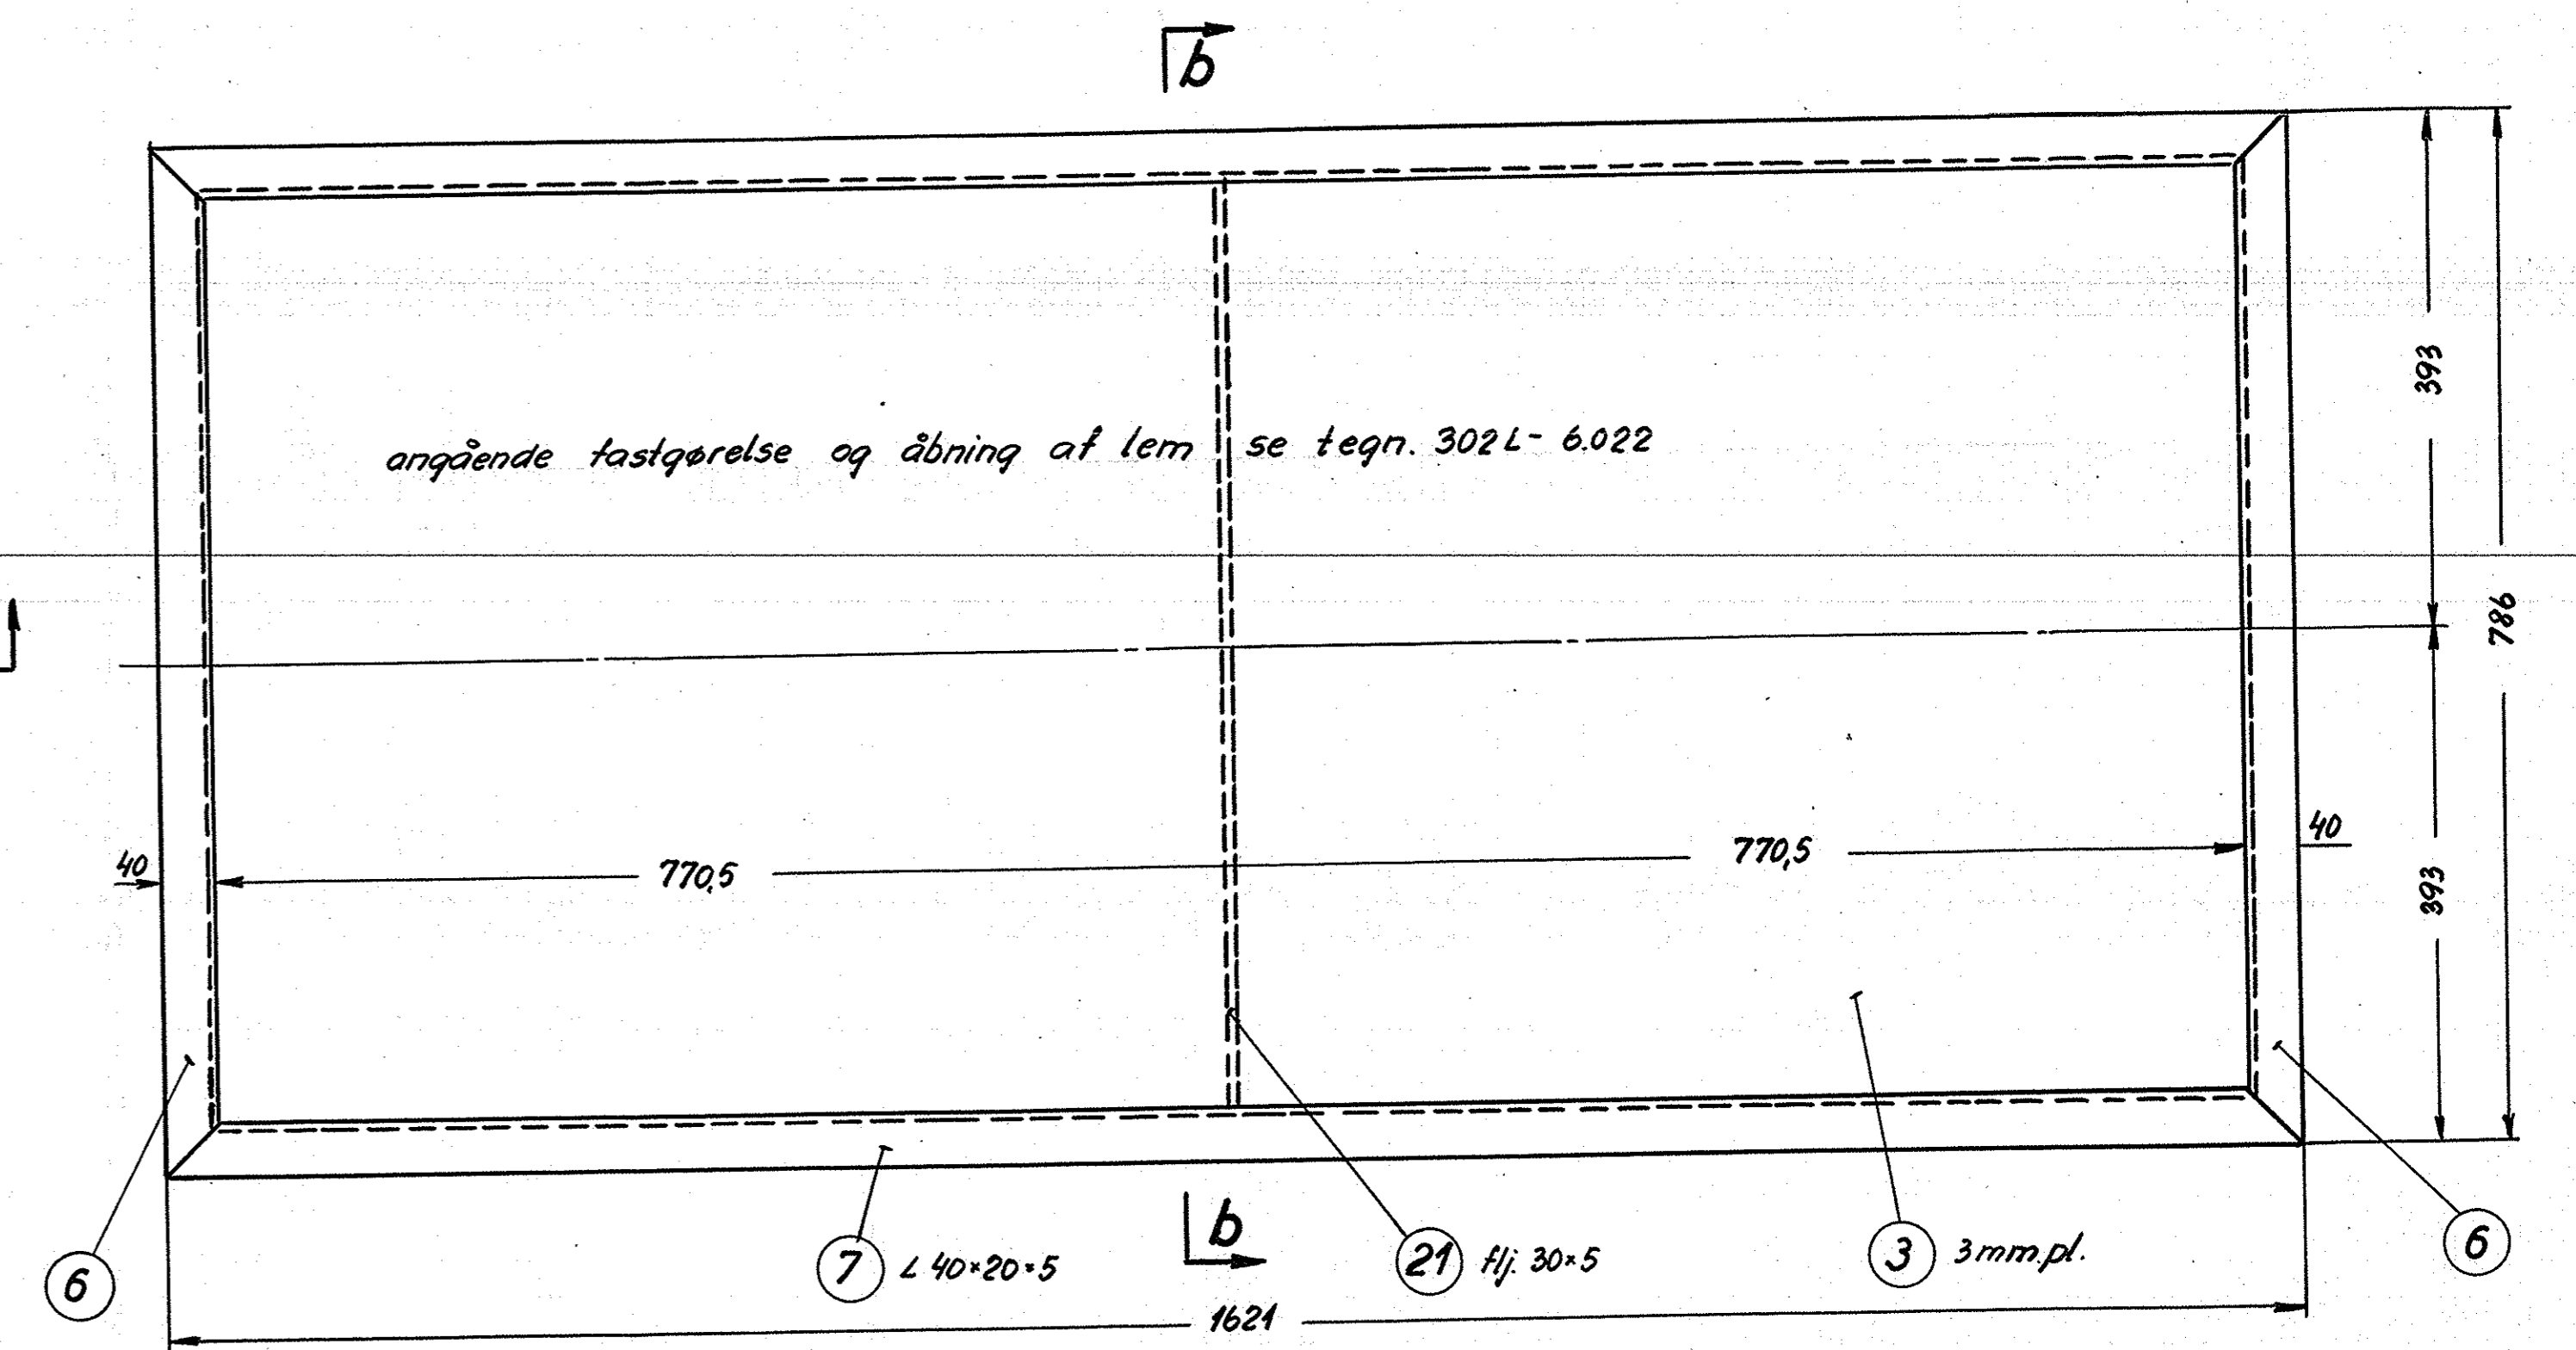 b
393
786
angående fastgørelse og åbning af lem se tegn. 302L- 6.022
40
770,5
770,5
40
393
6
7 L 40×20×5
b
21 flj. 30×5
3 3mm.pl.
6
1621